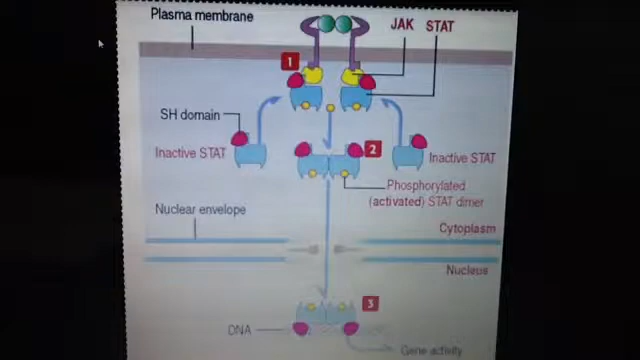 Plasma membrane
JAK STAT
1
SH domain
Inactive STAT
2
Inactive STAT
Phosphorylated
(activated) STAT dimer
Nuclear envelope
Cytoplasm
Nucleus
3
DNA
Gene activity